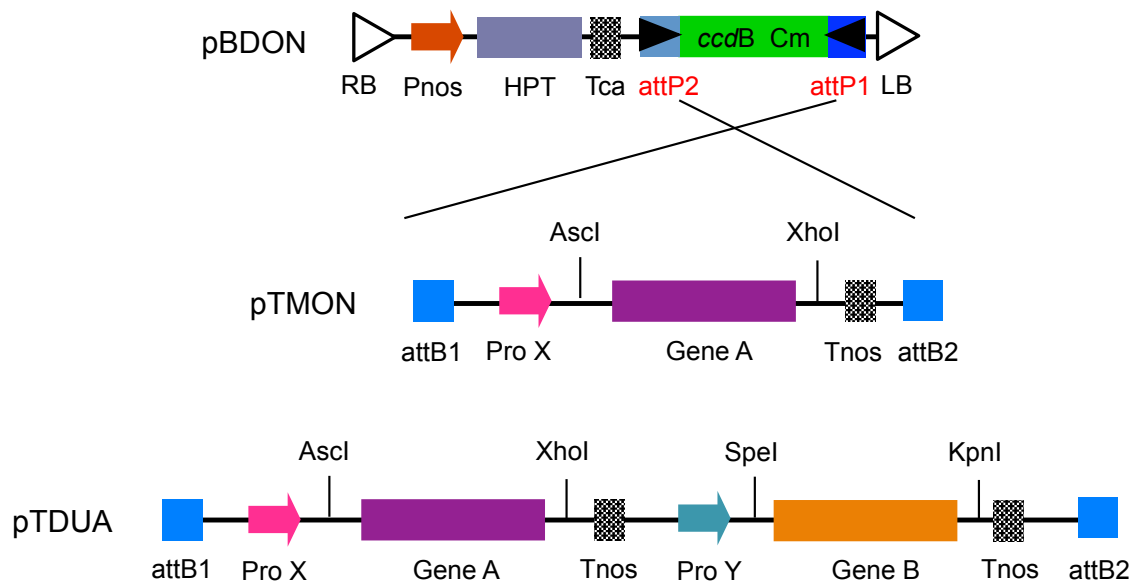 pBDON
ccdB Cm
RB Pnos HPT Tca attP2 attP1 LB
AscI XhoI
pTMON
attB1 Pro X Gene A Tnos attB2
AscI XhoI SpeI KpnI
pTDUA
attB1 Pro X Gene A Tnos Pro Y Gene B Tnos attB2